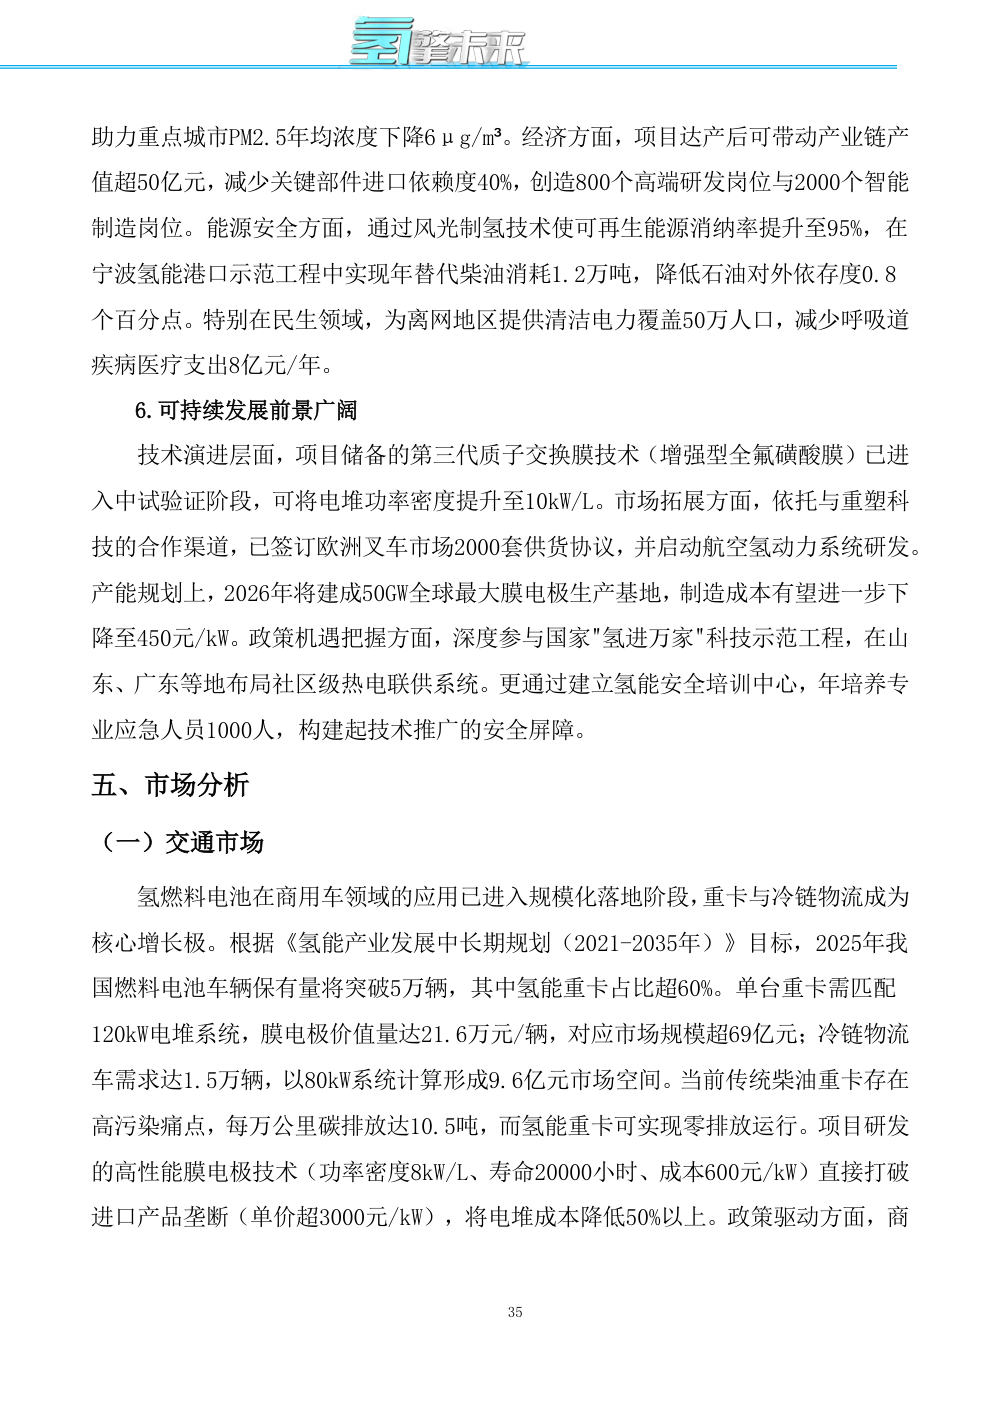 氢擎未来
助力重点城市PM2.5年均浓度下降6μg/m³。经济方面，项目达产后可带动产业链产
值超50亿元，减少关键部件进口依赖度40%，创造800个高端研发岗位与2000个智能
制造岗位。能源安全方面，通过风光制氢技术使可再生能源消纳率提升至95%，在
宁波氢能港口示范工程中实现年替代柴油消耗1.2万吨，降低石油对外依存度0.8
个百分点。特别在民生领域，为离网地区提供清洁电力覆盖50万人口，减少呼吸道
疾病医疗支出8亿元/年。
6.可持续发展前景广阔
技术演进层面，项目储备的第三代质子交换膜技术（增强型全氟磺酸膜）已进
入中试验证阶段，可将电堆功率密度提升至10kW/L。市场拓展方面，依托与重塑科
技的合作渠道，已签订欧洲叉车市场2000套供货协议，并启动航空氢动力系统研发。
产能规划上，2026年将建成50GW全球最大膜电极生产基地，制造成本有望进一步下
降至450元/kW。政策机遇把握方面，深度参与国家"氢进万家"科技示范工程，在山
东、广东等地布局社区级热电联供系统。更通过建立氢能安全培训中心，年培养专
业应急人员1000人，构建起技术推广的安全屏障。
五、市场分析
（一）交通市场
氢燃料电池在商用车领域的应用已进入规模化落地阶段，重卡与冷链物流成为
核心增长极。根据《氢能产业发展中长期规划（2021-2035年）》目标，2025年我
国燃料电池车辆保有量将突破5万辆，其中氢能重卡占比超60%。单台重卡需匹配
120kW电堆系统，膜电极价值量达21.6万元/辆，对应市场规模超69亿元；冷链物流
车需求达1.5万辆，以80kW系统计算形成9.6亿元市场空间。当前传统柴油重卡存在
高污染痛点，每万公里碳排放达10.5吨，而氢能重卡可实现零排放运行。项目研发
的高性能膜电极技术（功率密度8kW/L、寿命20000小时、成本600元/kW）直接打破
进口产品垄断（单价超3000元/kW），将电堆成本降低50%以上。政策驱动方面，商
35